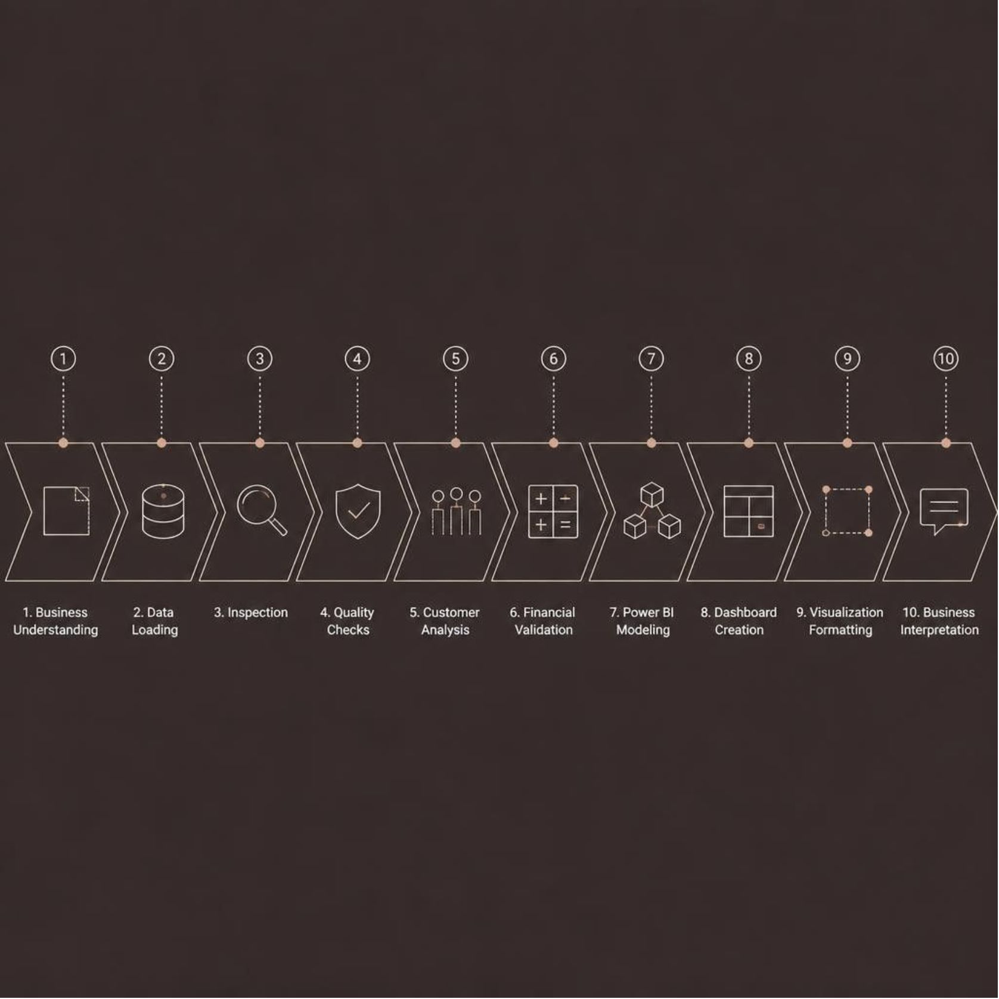 1
2
3
4
5
6
7
8
9
10
1. Business
Understanding
2. Data
Loading
3. Inspection
4. Quality
Checks
5. Customer
Analysis
6. Financial
Validation
7. Power BI
Modeling
8. Dashboard
Creation
9. Visualization
Formatting
10. Business
Interpretation